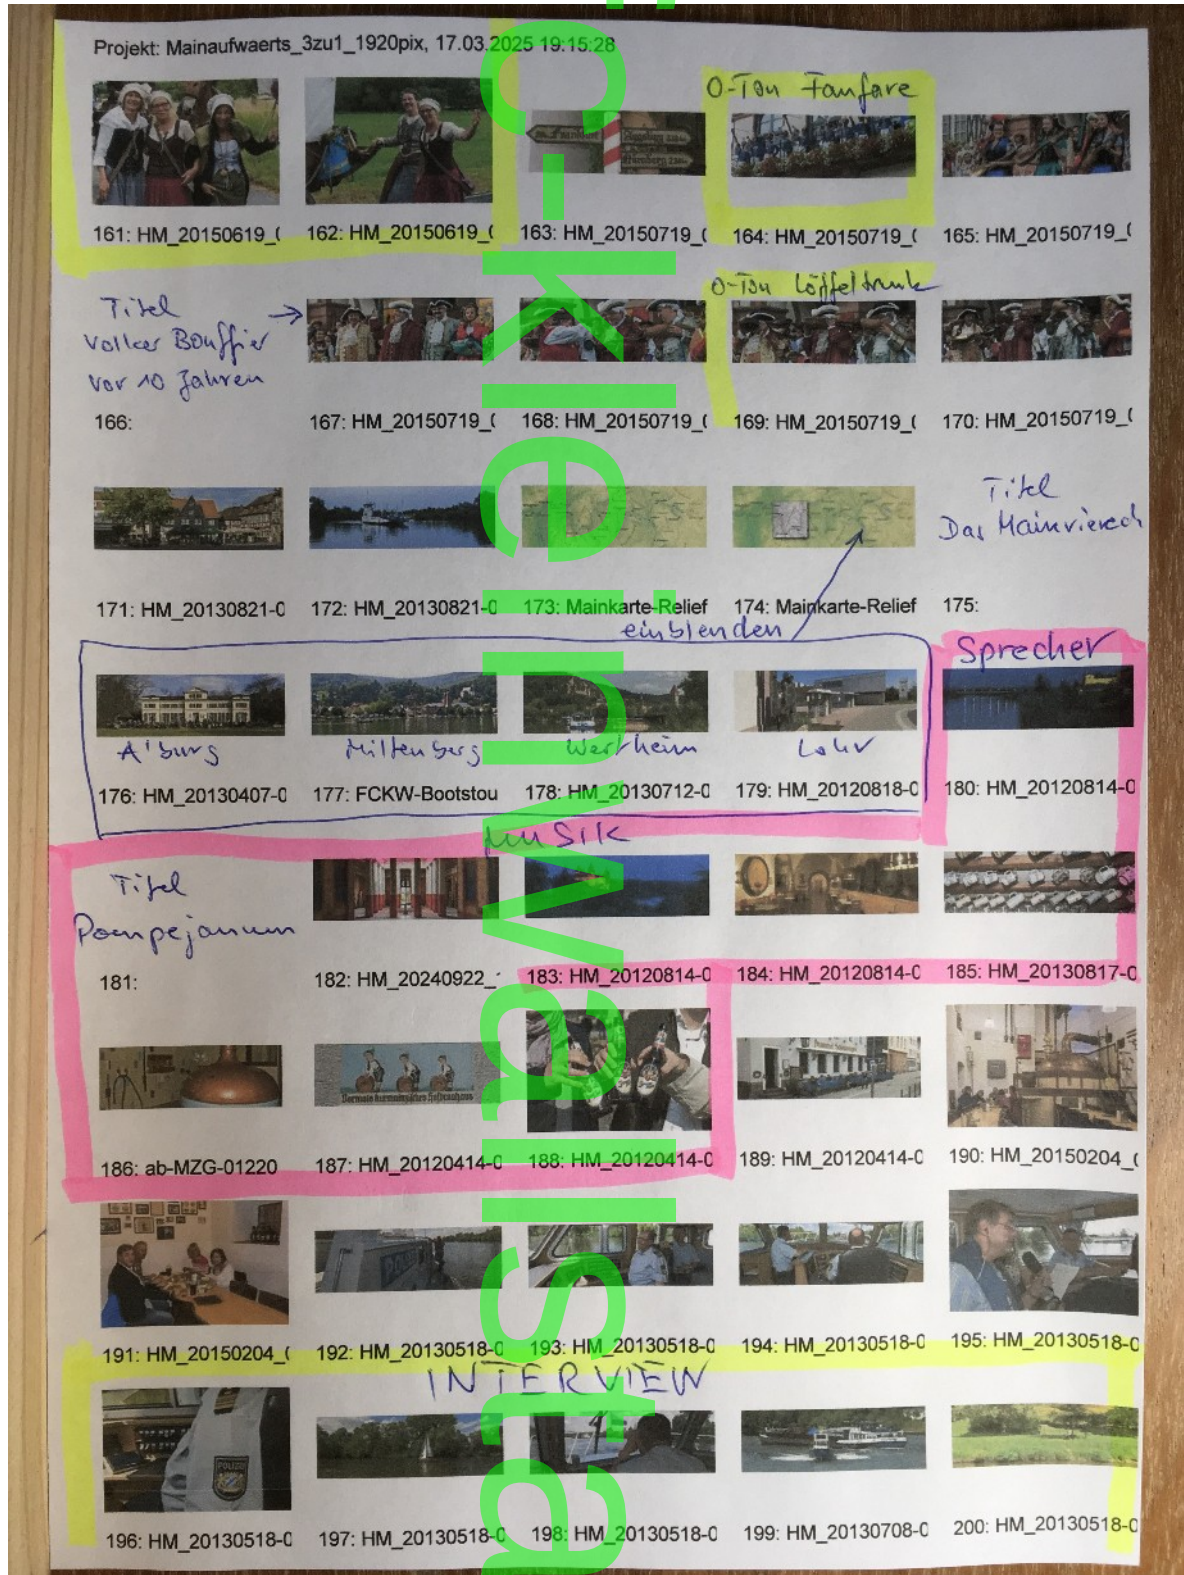 Projekt: Mainaufwaerts_3zu1_1920pix, 17.03.2025 19:15:28
O-Ton Fanfare
161: HM_20150619_( 162: HM_20150619_( 163: HM_20150719_( 164: HM_20150719_( 165: HM_20150719_(
O-Ton Löffeltrunk
Titel
Volker Bouffier
vor 10 Jahren
166: 167: HM_20150719_( 168: HM_20150719_( 169: HM_20150719_( 170: HM_20150719_(
Titel
Das Mainviereck
171: HM_20130821-0 172: HM_20130821-0 173: Mainkarte-Relief 174: Mainkarte-Relief 175:
einblenden
Sprecher
A'burg Miltenberg Wertheim Lohr
176: HM_20130407-0 177: FCKW-Bootstou 178: HM_20130712-0 179: HM_20120818-0 180: HM_20120814-0
Musik
Titel
Pompejanum
181: 182: HM_20240922_ 183: HM_20120814-0 184: HM_20120814-0 185: HM_20130817-0
186: ab-MZG-01220 187: HM_20120414-0 188: HM_20120414-0 189: HM_20120414-0 190: HM_20150204_(
191: HM_20150204_( 192: HM_20130518-0 193: HM_20130518-0 194: HM_20130518-0 195: HM_20130518-0
INTERVIEW
POLIZEI
196: HM_20130518-0 197: HM_20130518-0 198: HM_20130518-0 199: HM_20130708-0 200: HM_20130518-0
c-kleinwallsta